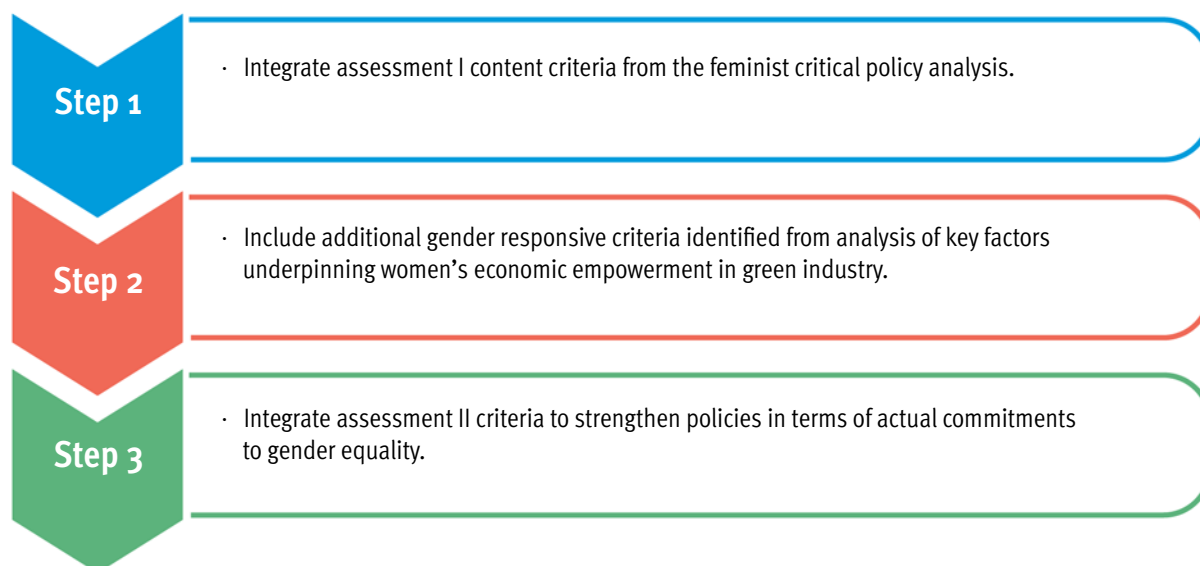 Step 1
· Integrate assessment I content criteria from the feminist critical policy analysis.
Step 2
· Include additional gender responsive criteria identified from analysis of key factors
underpinning women's economic empowerment in green industry.
Step 3
· Integrate assessment II criteria to strengthen policies in terms of actual commitments
to gender equality.